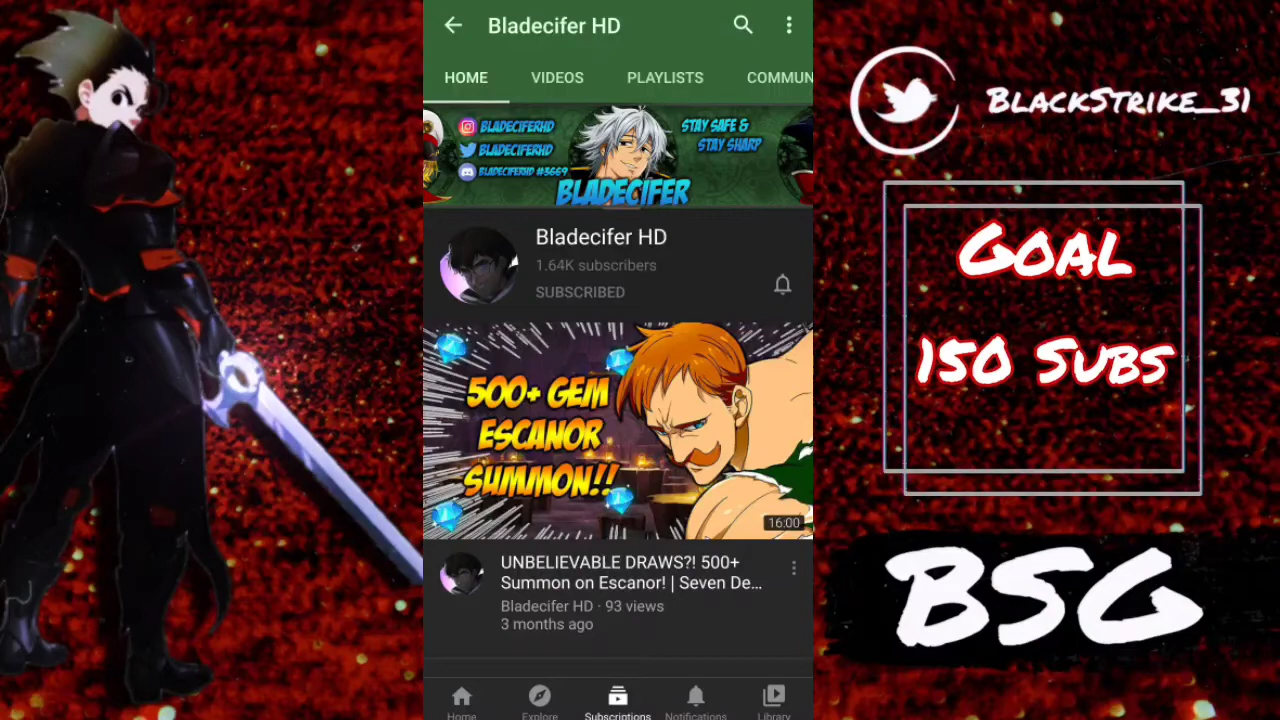 Bladecifer HD
HOME VIDEOS PLAYLISTS COMMUN
BLADECIFERHD
BLADECIFERHD
BLADECIFERHD #3669
STAY SAFE &
STAY SHARP
BLADECIFER
Bladecifer HD
1.64K subscribers
SUBSCRIBED
500+ GEM
ESCANOR
SUMMON!!
16:00
UNBELIEVABLE DRAWS?! 500+
Summon on Escanor! | Seven De...
Bladecifer HD · 93 views
3 months ago
Home Explore Subscriptions Notifications Library
BLACKSTRIKE_31
GOAL
150 SUBS
BSG